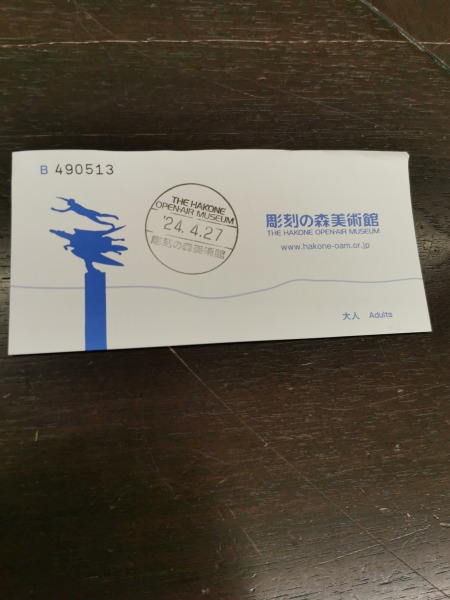 B 490513
THE HAKONE
OPEN-AIR MUSEUM
'24.4.27
彫刻の森美術館
彫刻の森美術館
THE HAKONE OPEN-AIR MUSEUM
www.hakone-oam.or.jp
大人 Adults